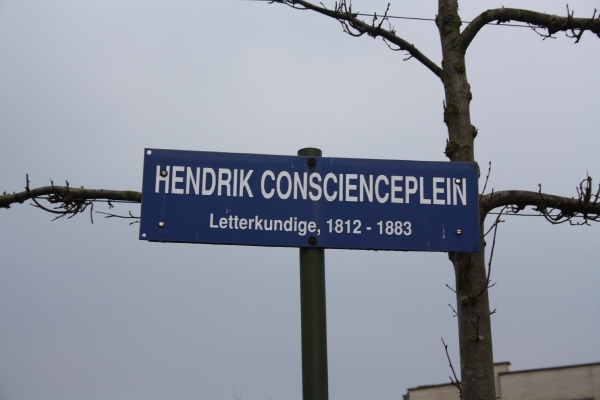 HENDRIK CONSCIENCEPLEIN
Letterkundige, 1812 - 1883